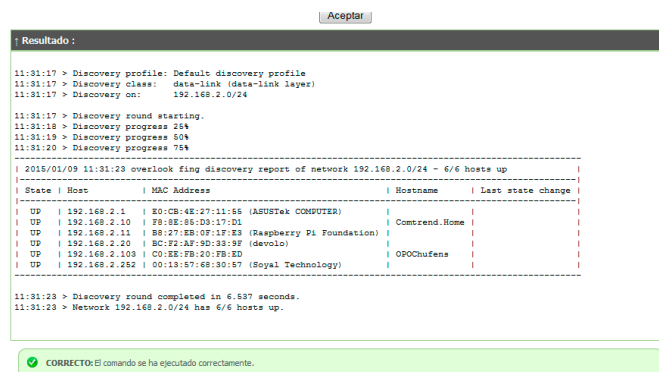 Aceptar
↑ Resultado :
11:31:17 > Discovery profile: Default discovery profile
11:31:17 > Discovery class: data-link (data-link layer)
11:31:17 > Discovery on: 192.168.2.0/24
11:31:17 > Discovery round starting.
11:31:18 > Discovery progress 25%
11:31:19 > Discovery progress 50%
11:31:20 > Discovery progress 75%
| 2015/01/09 11:31:23 overlook fing discovery report of network 192.168.2.0/24 - 6/6 hosts up |
| State | Host | MAC Address | Hostname | Last state change |
| UP | 192.168.2.1 | E0:CB:4E:27:11:55 (ASUSTek COMPUTER) | | |
| UP | 192.168.2.10 | F8:8E:85:D3:17:D1 | Comtrend.Home | |
| UP | 192.168.2.11 | B8:27:EB:0F:1F:E3 (Raspberry Pi Foundation) | | |
| UP | 192.168.2.20 | BC:F2:AF:9D:33:9F (devolo) | | |
| UP | 192.168.2.103 | C0:EE:FB:20:FB:ED | OPOChufens | |
| UP | 192.168.2.252 | 00:13:57:68:30:57 (Soyal Technology) | | |
11:31:23 > Discovery round completed in 6.537 seconds.
11:31:23 > Network 192.168.2.0/24 has 6/6 hosts up.
CORRECTO: El comando se ha ejecutado correctamente.